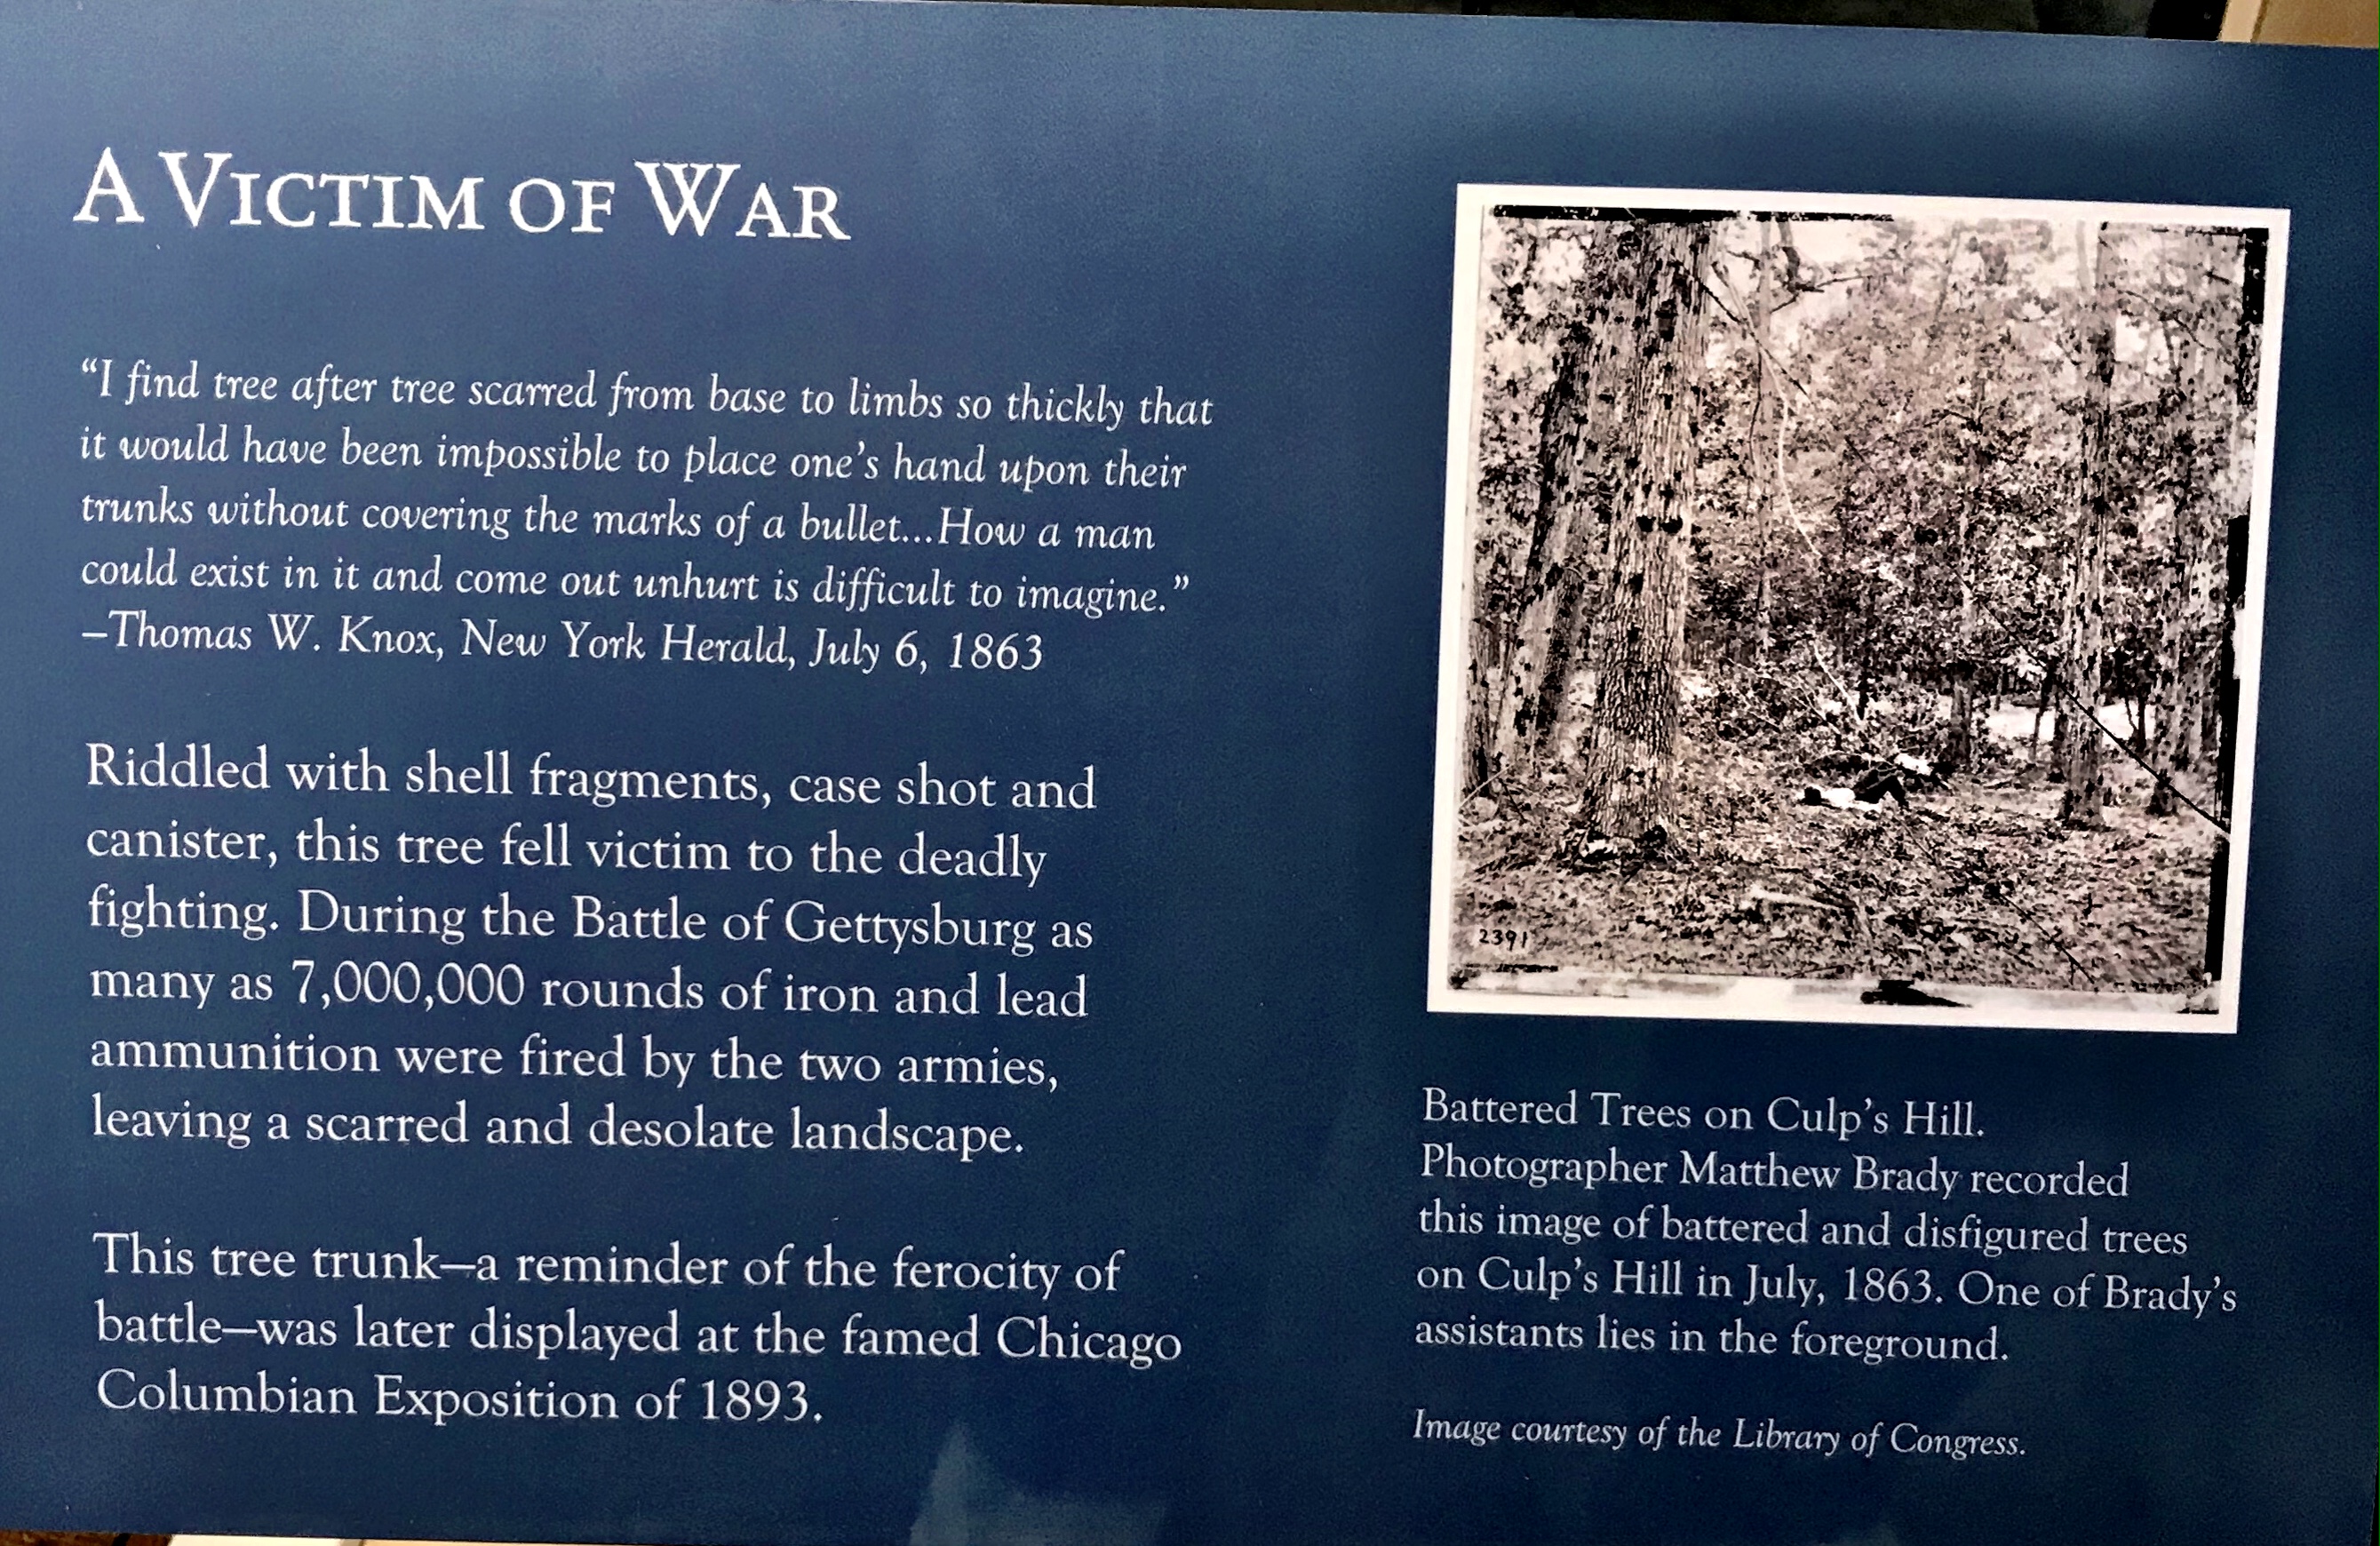 A VICTIM OF WAR
“I find tree after tree scarred from base to limbs so thickly that
it would have been impossible to place one’s hand upon their
trunks without covering the marks of a bullet...How a man
could exist in it and come out unhurt is difficult to imagine.”
–Thomas W. Knox, New York Herald, July 6, 1863
Riddled with shell fragments, case shot and
canister, this tree fell victim to the deadly
fighting. During the Battle of Gettysburg as
many as 7,000,000 rounds of iron and lead
ammunition were fired by the two armies,
leaving a scarred and desolate landscape.
This tree trunk—a reminder of the ferocity of
battle—was later displayed at the famed Chicago
Columbian Exposition of 1893.
2391
Battered Trees on Culp’s Hill.
Photographer Matthew Brady recorded
this image of battered and disfigured trees
on Culp’s Hill in July, 1863. One of Brady’s
assistants lies in the foreground.
Image courtesy of the Library of Congress.